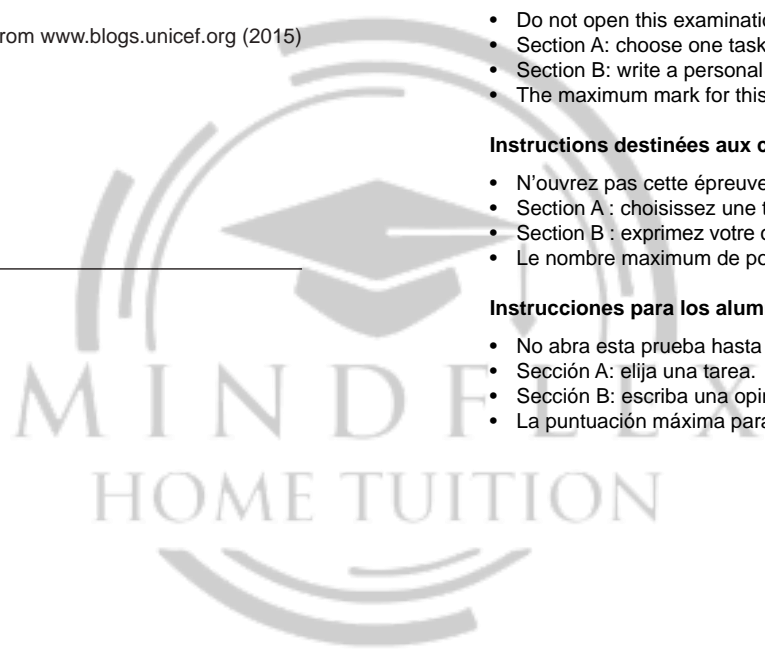 rom www.blogs.unicef.org (2015)
• Do not open this examinati
• Section A: choose one task
• Section B: write a personal
• The maximum mark for this
Instructions destinées aux c
• N'ouvrez pas cette épreuve
• Section A : choisissez une t
• Section B : exprimez votre
• Le nombre maximum de po
Instrucciones para los alum
• No abra esta prueba hasta
• Sección A: elija una tarea.
• Sección B: escriba una opi
• La puntuación máxima para
MINDFLEX
HOME TUITION